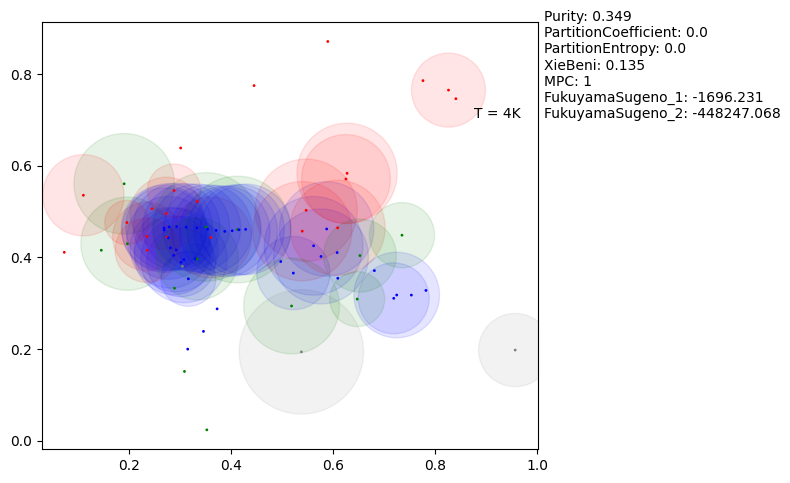 Purity: 0.349
PartitionCoefficient: 0.0
PartitionEntropy: 0.0
XieBeni: 0.135
MPC: 1
FukuyamaSugeno_1: -1696.231
FukuyamaSugeno_2: -448247.068
T = 4K
0.8
0.6
0.4
0.2
0.0
0.2
0.4
0.6
0.8
1.0